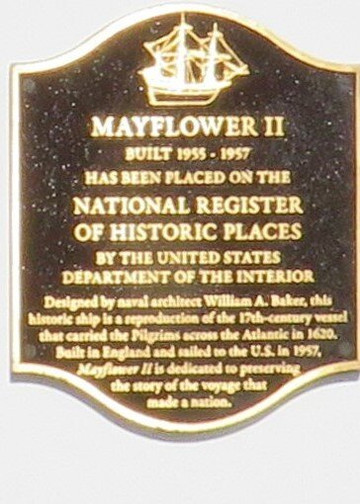 MAYFLOWER II
BUILT 1955 - 1957
HAS BEEN PLACED ON THE
NATIONAL REGISTER
OF HISTORIC PLACES
BY THE UNITED STATES
DEPARTMENT OF THE INTERIOR
Designed by naval architect William A. Baker, this
historic ship is a reproduction of the 17th-century vessel
that carried the Pilgrims across the Atlantic in 1620.
Built in England and sailed to the U.S. in 1957,
Mayflower II is dedicated to preserving
the story of the voyage that
made a nation.